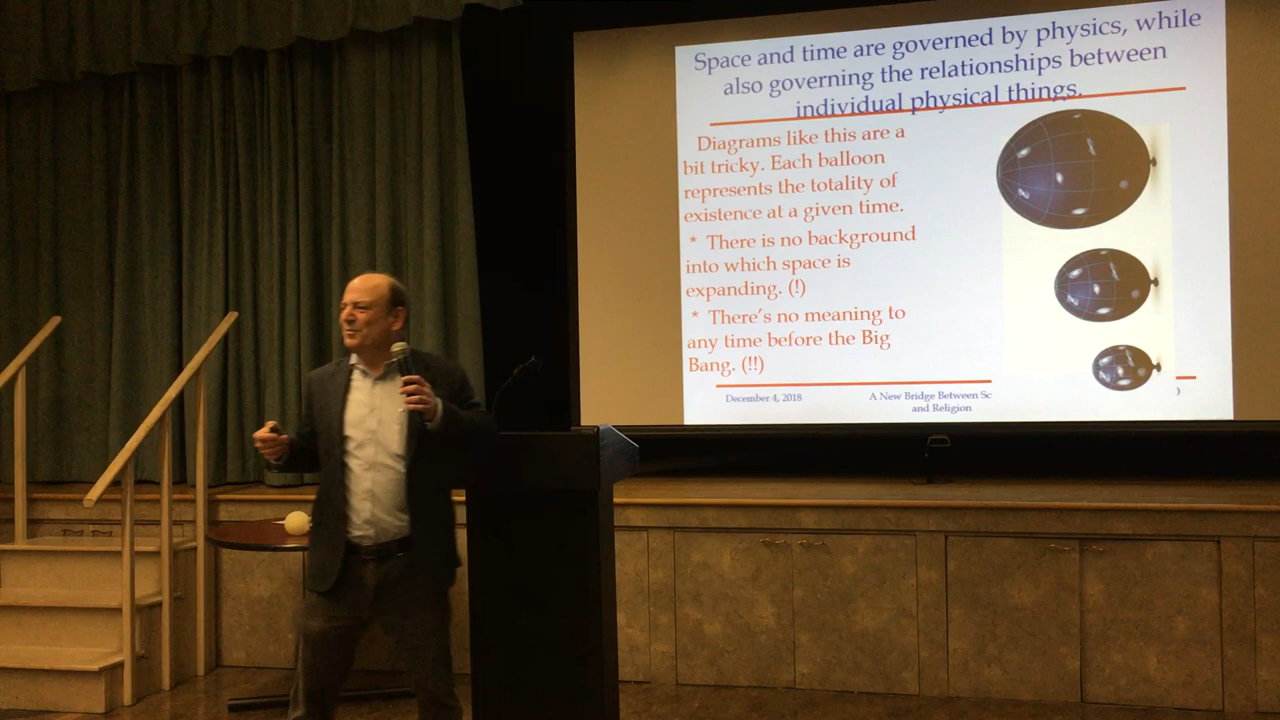 Space and time are governed by physics, while
also governing the relationships between
individual physical things.
Diagrams like this are a
bit tricky. Each balloon
represents the totality of
existence at a given time.
* There is no background
into which space is
expanding. (!)
* There's no meaning to
any time before the Big
Bang. (!!)
December 4, 2018
A New Bridge Between Sc
and Religion